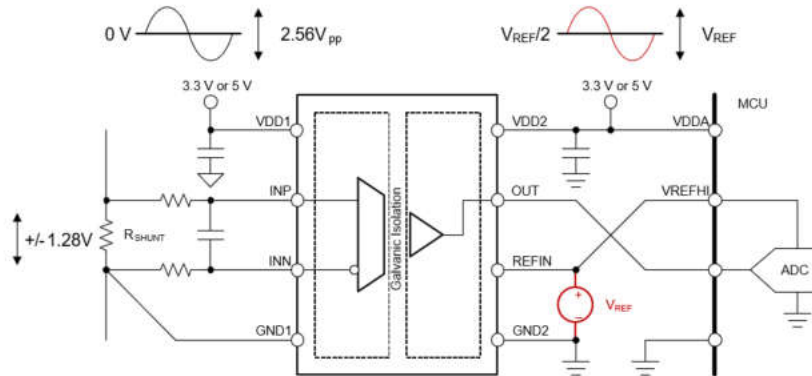 0 V
2.56Vpp
VREF/2
VREF
3.3 V or 5 V
3.3 V or 5 V
MCU
VDD1
VDD2
VDDA
INP
OUT
VREFHI
+/- 1.28V
RSHUNT
Galvanic Isolation
INN
REFIN
ADC
+
−
VREF
GND1
GND2